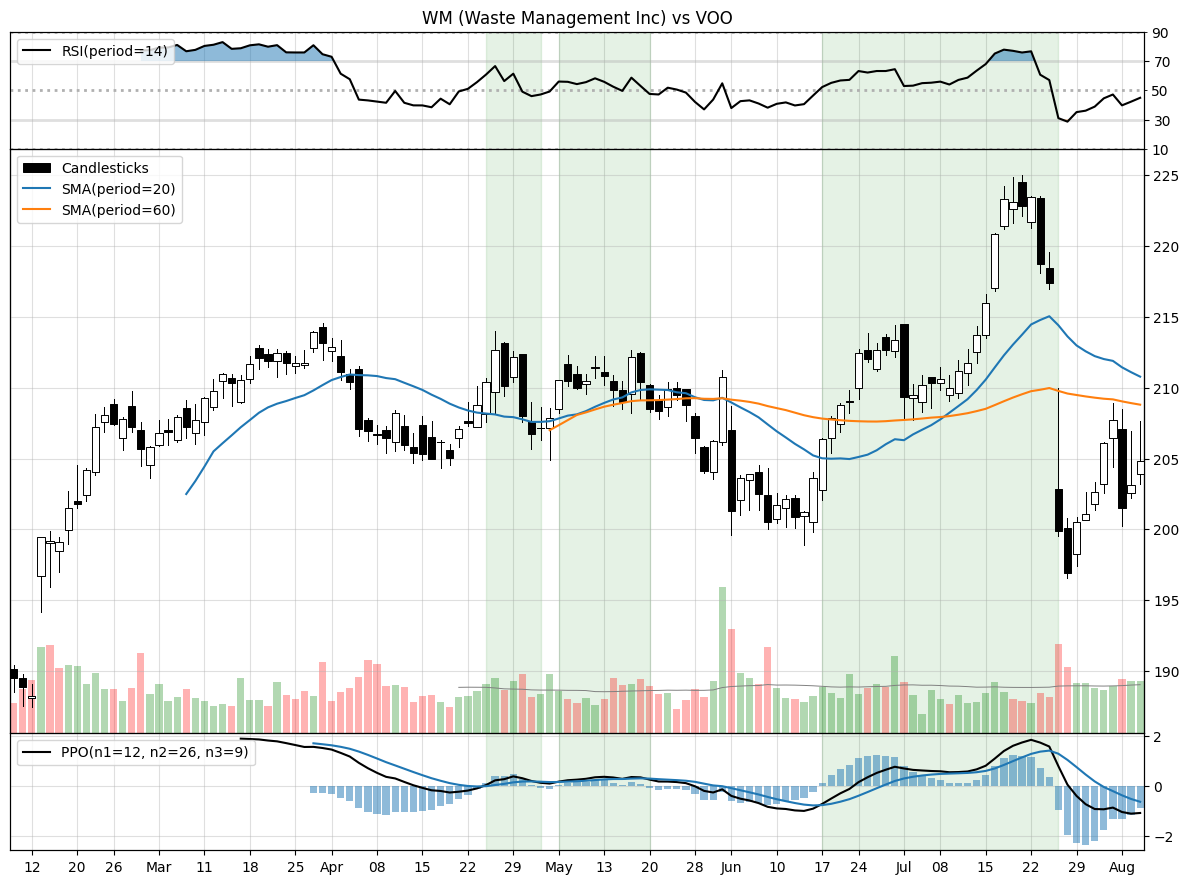 WM (Waste Management Inc) vs VOO
RSI(period=14)
90
70
50
30
10
Candlesticks
SMA(period=20)
SMA(period=60)
225
220
215
210
205
200
195
190
PPO(n1=12, n2=26, n3=9)
2
0
−2
12 20 26 Mar 11 18 25 Apr 08 15 22 29 May 13 20 28 Jun 10 17 24 Jul 08 15 22 29 Aug